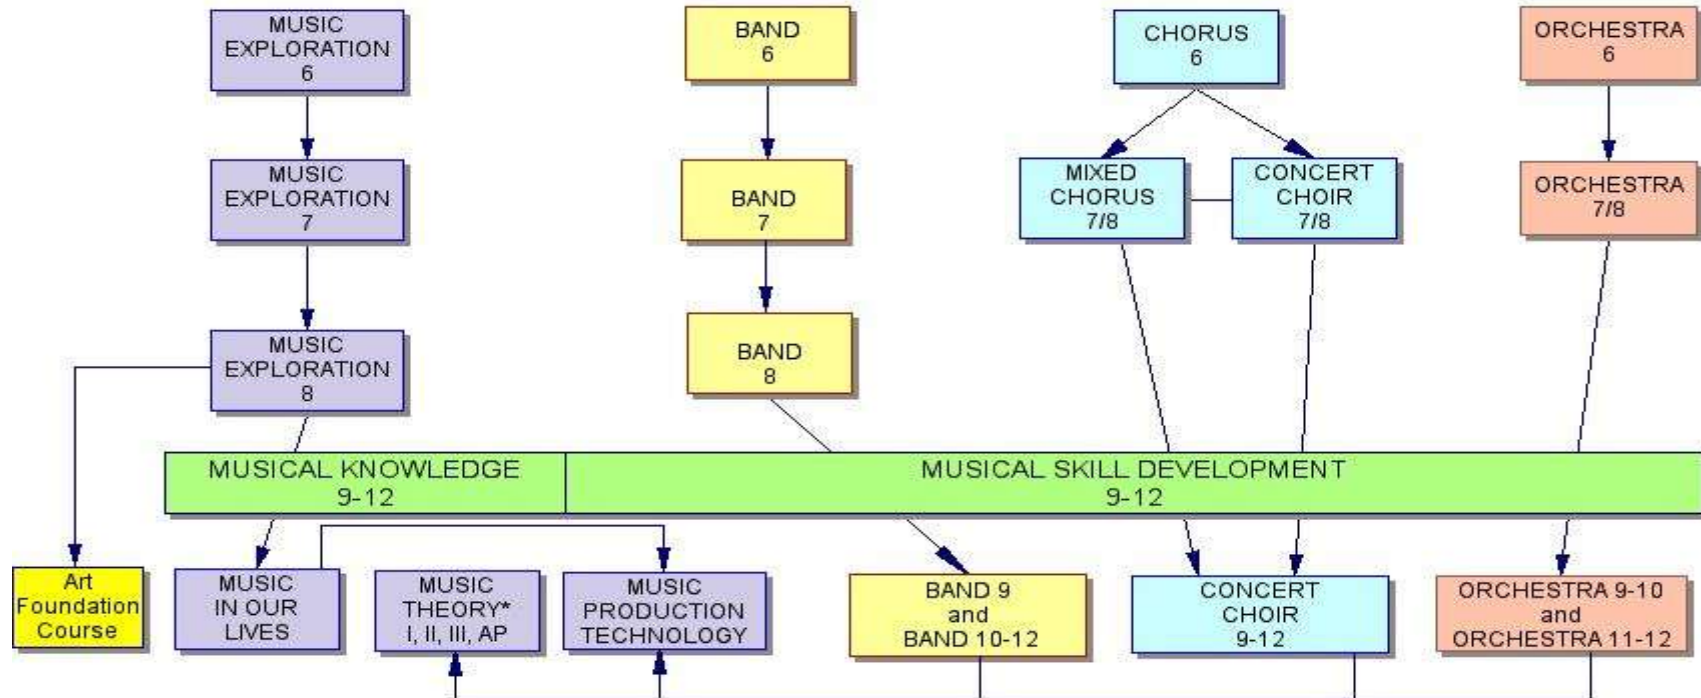 MUSIC
EXPLORATION
6
BAND
6
CHORUS
6
ORCHESTRA
6
MUSIC
EXPLORATION
7
BAND
7
MIXED
CHORUS
7/8
CONCERT
CHOIR
7/8
ORCHESTRA
7/8
MUSIC
EXPLORATION
8
BAND
8
MUSICAL KNOWLEDGE
9-12
MUSICAL SKILL DEVELOPMENT
9-12
Art
Foundation
Course
MUSIC
IN OUR
LIVES
MUSIC
THEORY*
I, II, III, AP
MUSIC
PRODUCTION
TECHNOLOGY
BAND 9
and
BAND 10-12
CONCERT
CHOIR
9-12
ORCHESTRA 9-10
and
ORCHESTRA 11-12